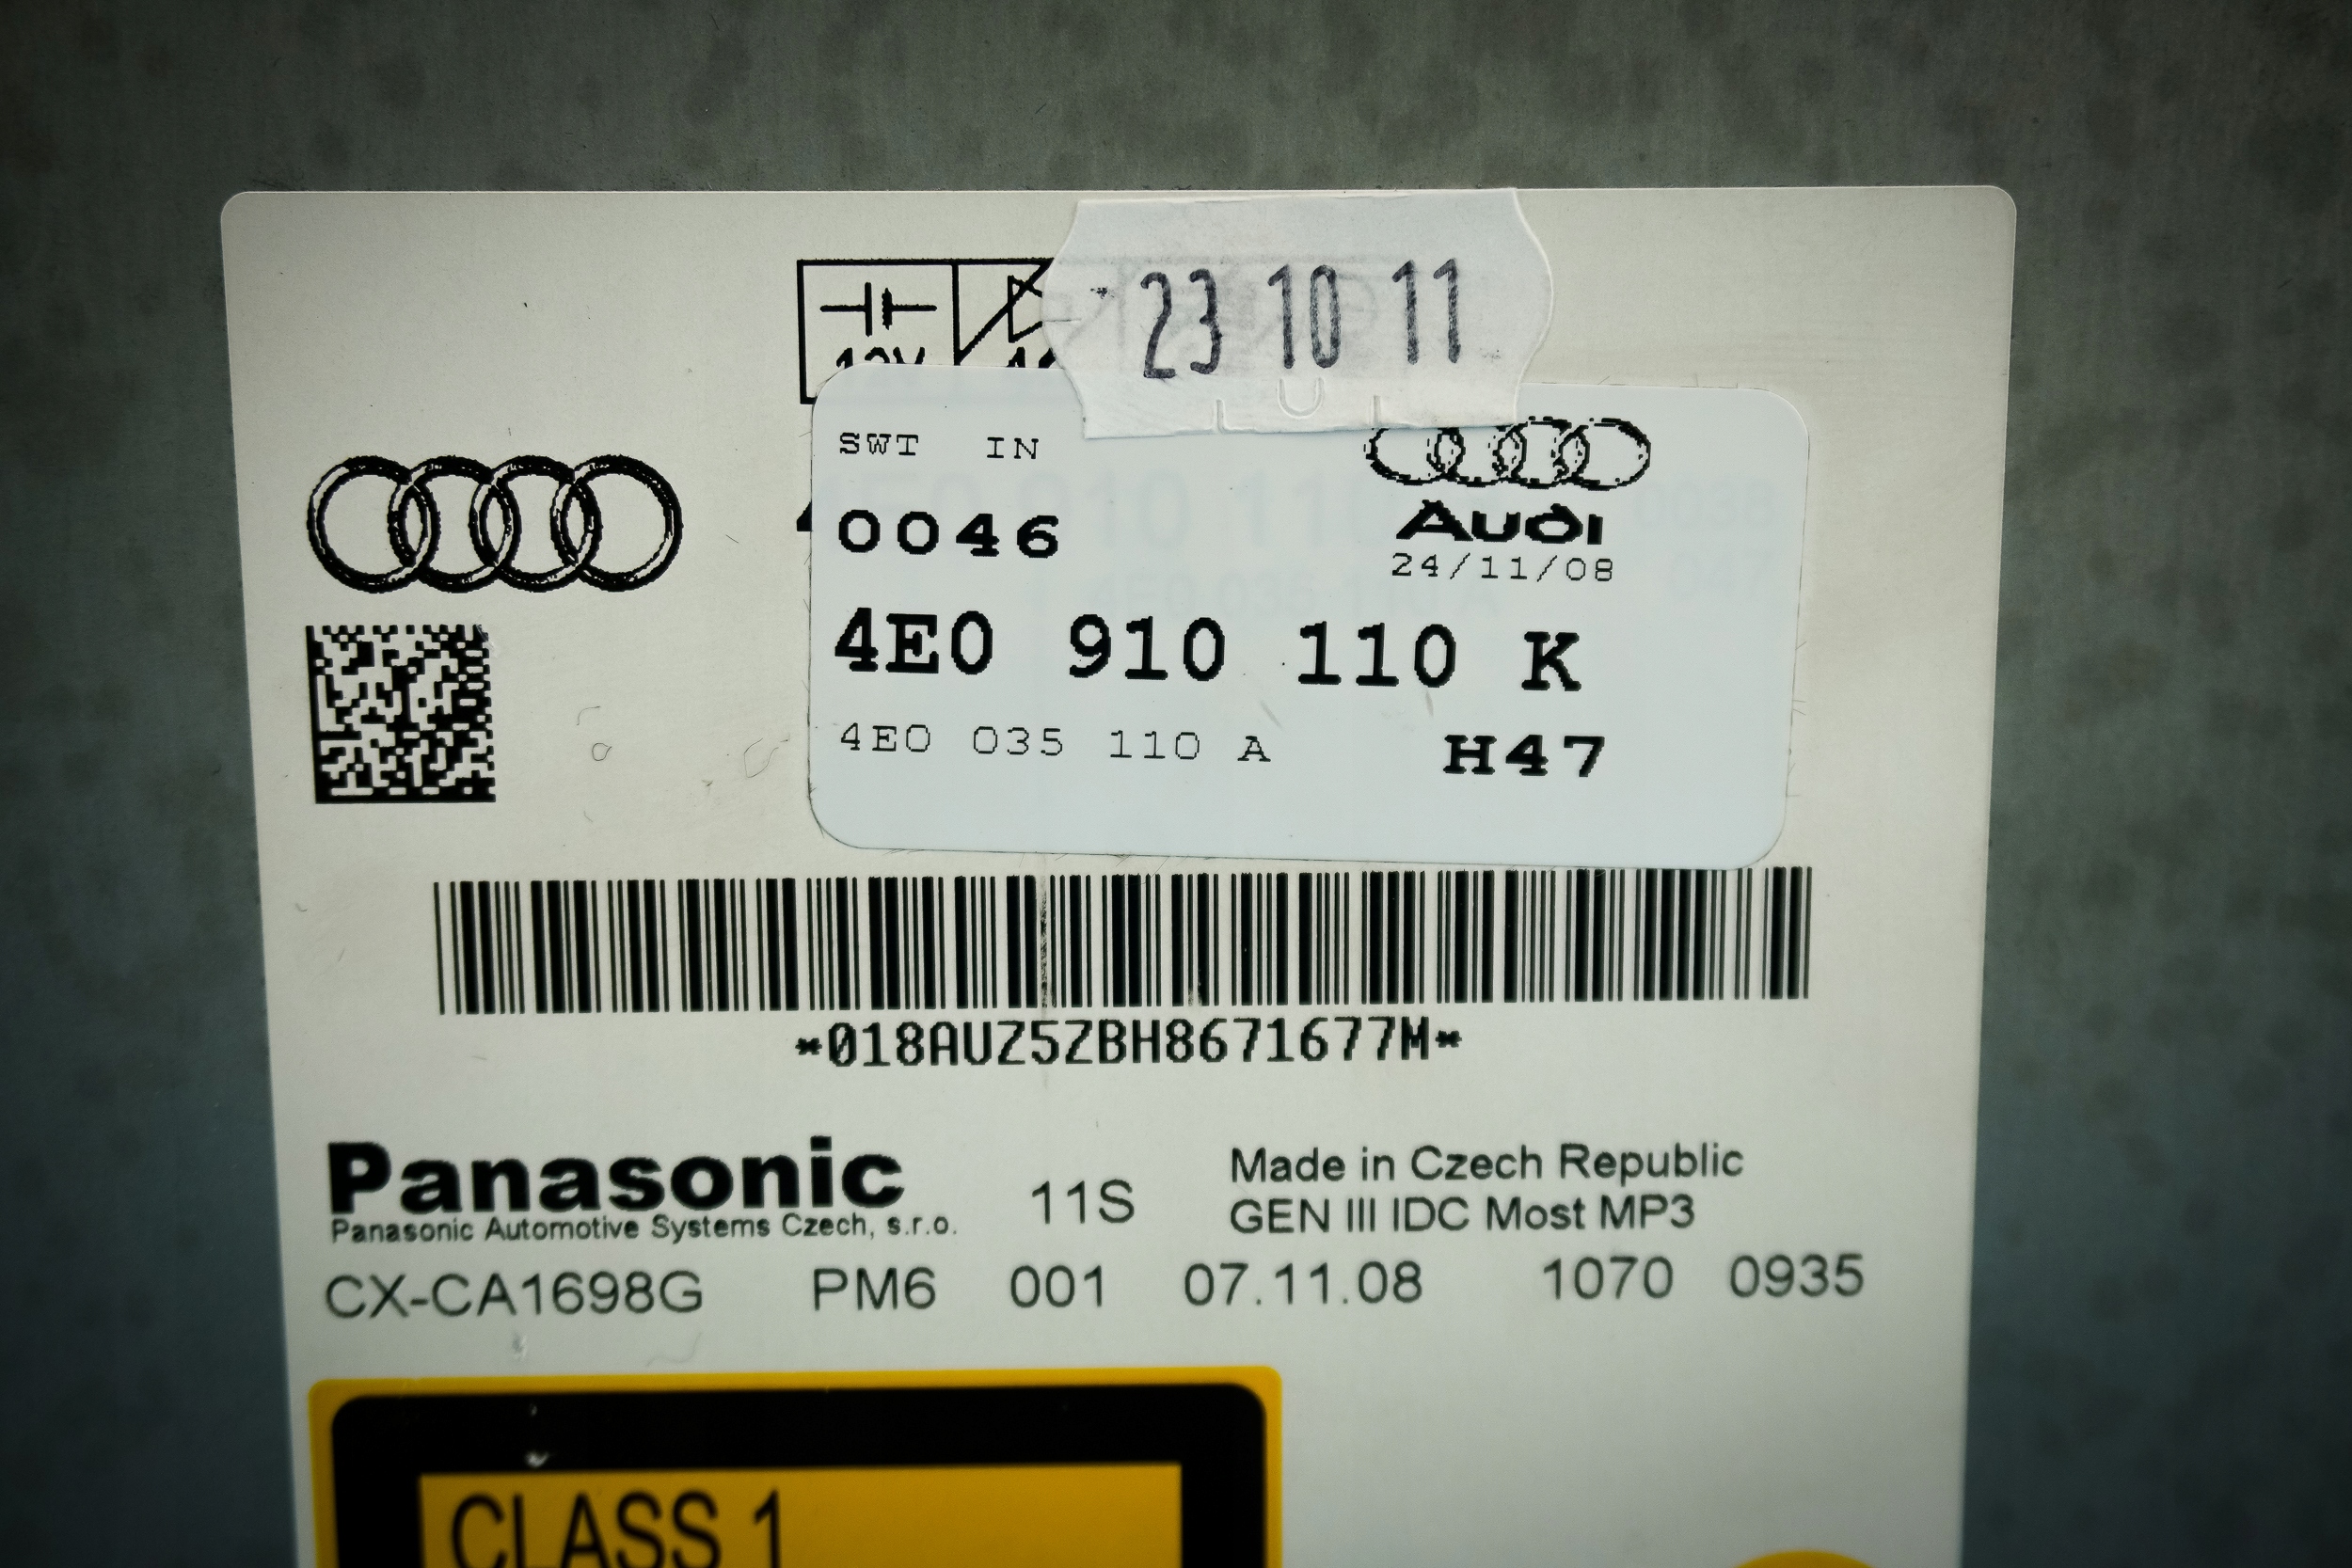 23 10 11
SWT IN
0046
Audi
24/11/08
4E0 910 110 K
4E0 035 110 A H47
*018AUZ5ZBH8671677M*
Panasonic
Panasonic Automotive Systems Czech, s.r.o.
11S
Made in Czech Republic
GEN III IDC Most MP3
CX-CA1698G PM6 001 07.11.08 1070 0935
CLASS 1